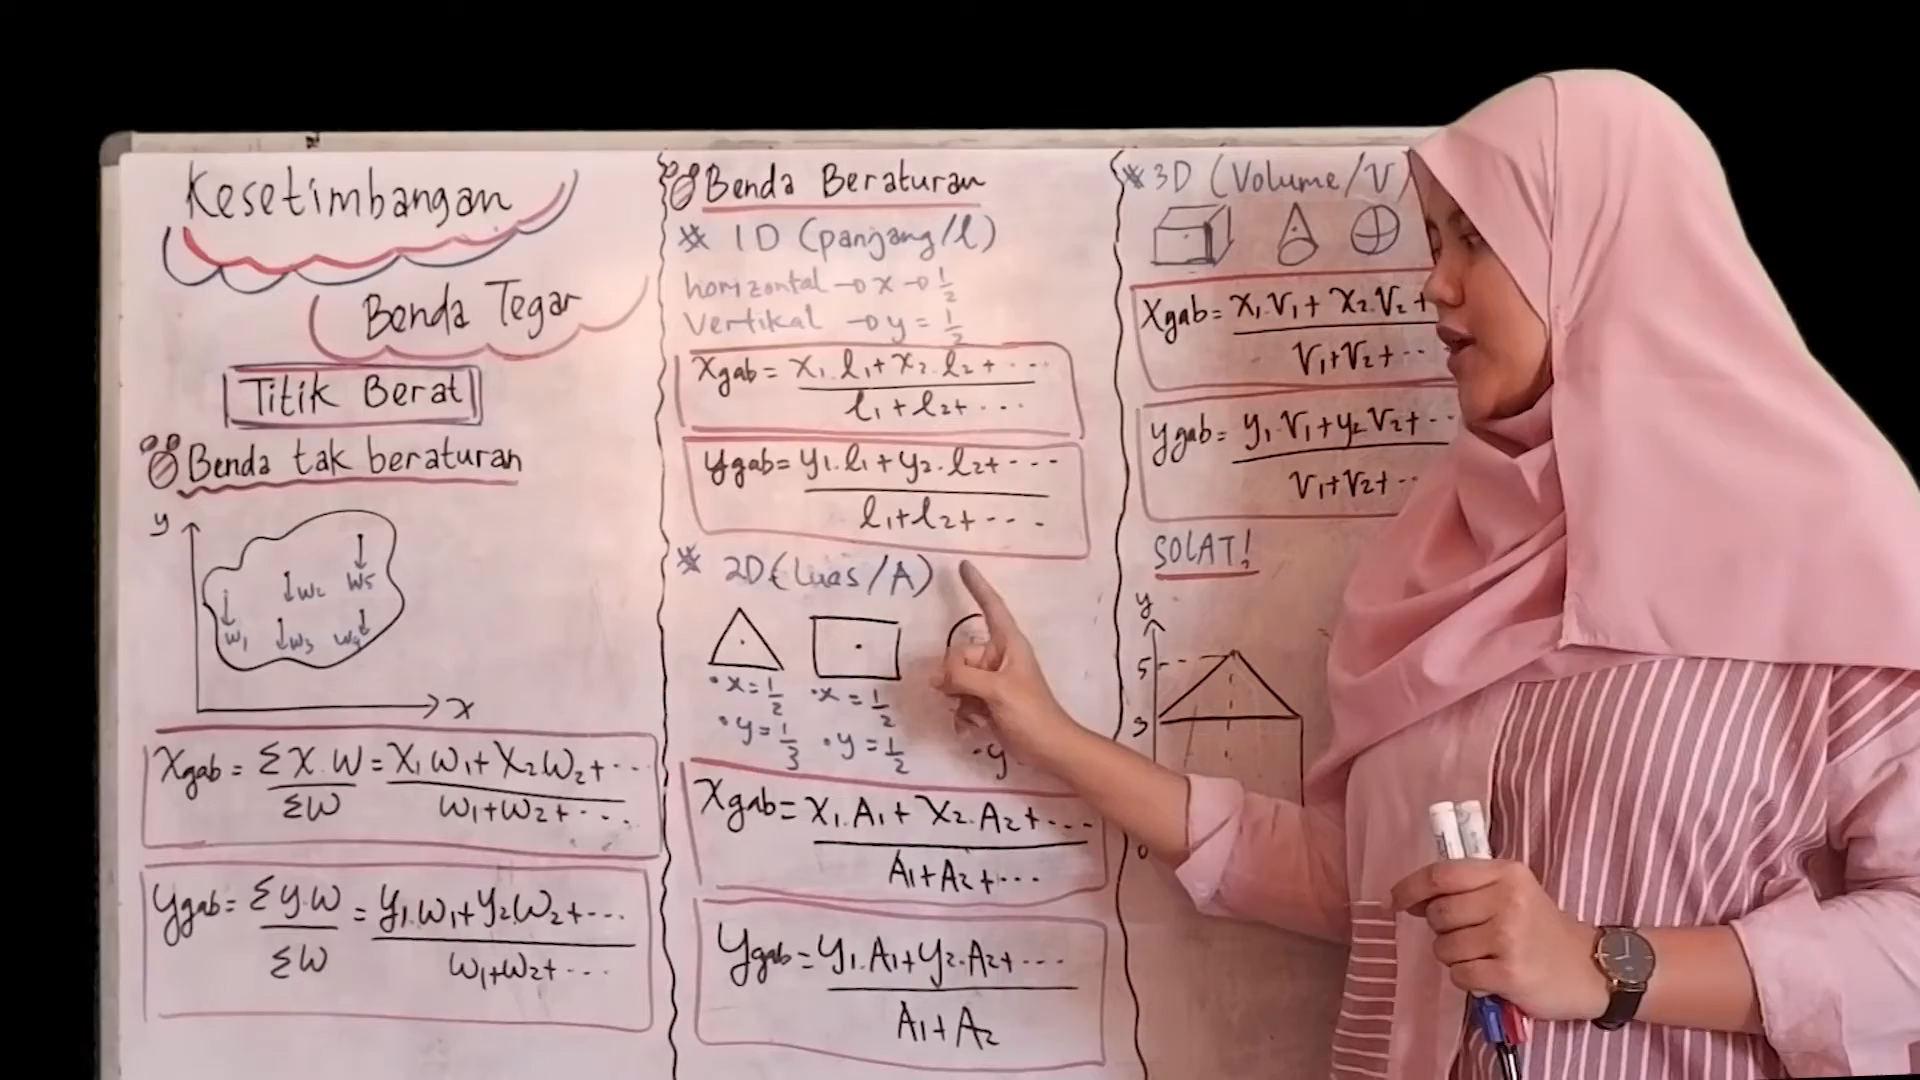 Kesetimbangan
Benda Tegar
Titik Berat
Benda tak beraturan
y
W1 W2 W3 W4 W5
x
Xgab = ΣX.W = X1W1 + X2W2 + ...
ΣW W1+W2+...
Ygab = ΣY.W = Y1.W1+Y2.W2+...
ΣW W1+W2+...
Benda Beraturan
* 1D (panjang/l)
horizontal → x → 1/2
Vertikal → y = 1/2
Xgab = X1.l1 + X2.l2 + ...
l1 + l2 + ...
Ygab = Y1.l1 + Y2.l2 + ...
l1+l2+...
* 2D (Luas/A)
• x = 1/2 • x = 1/2
• y = 1/3 • y = 1/2 • y
Xgab = X1.A1 + X2.A2 + ...
A1+A2+...
Ygab = Y1.A1+Y2.A2+...
A1+A2
* 3D (Volume/V)
Xgab = X1.V1 + X2.V2 +
V1+V2+...
Ygab = Y1.V1+Y2.V2+...
V1+V2+...
SOLAT!
y
5
3
0